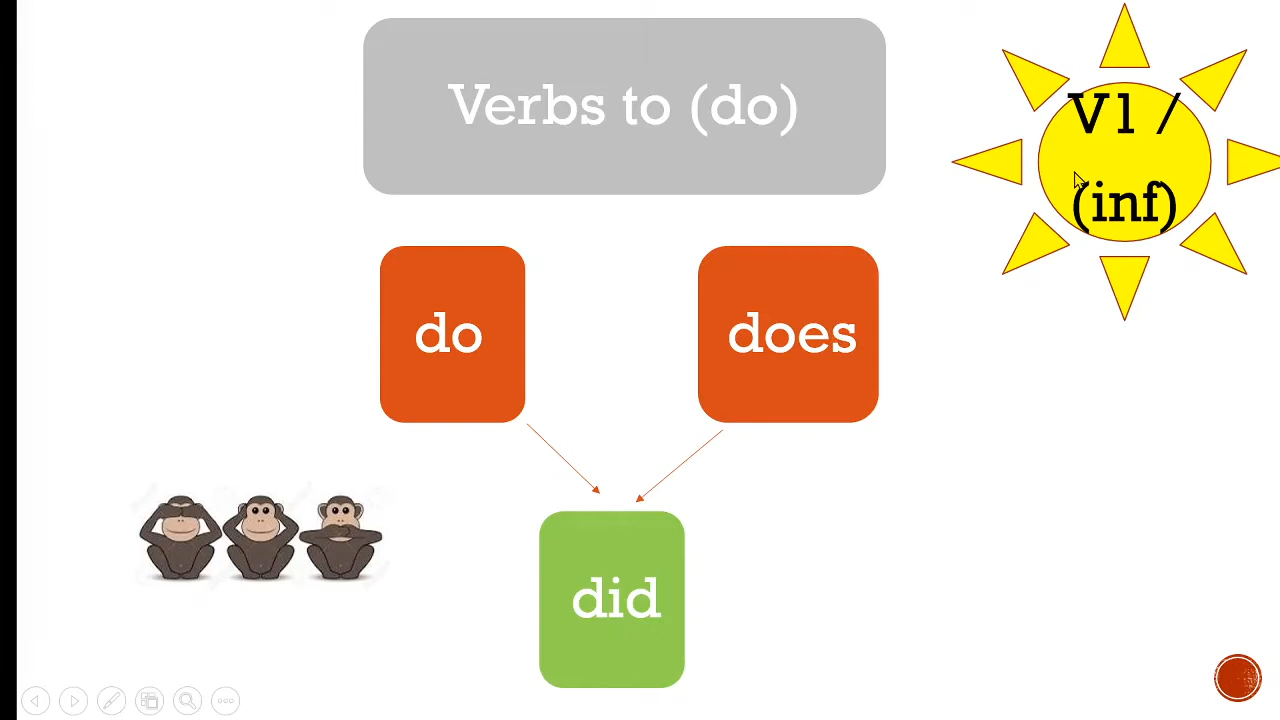 Verbs to (do)
V1 /
(inf)
do
does
did